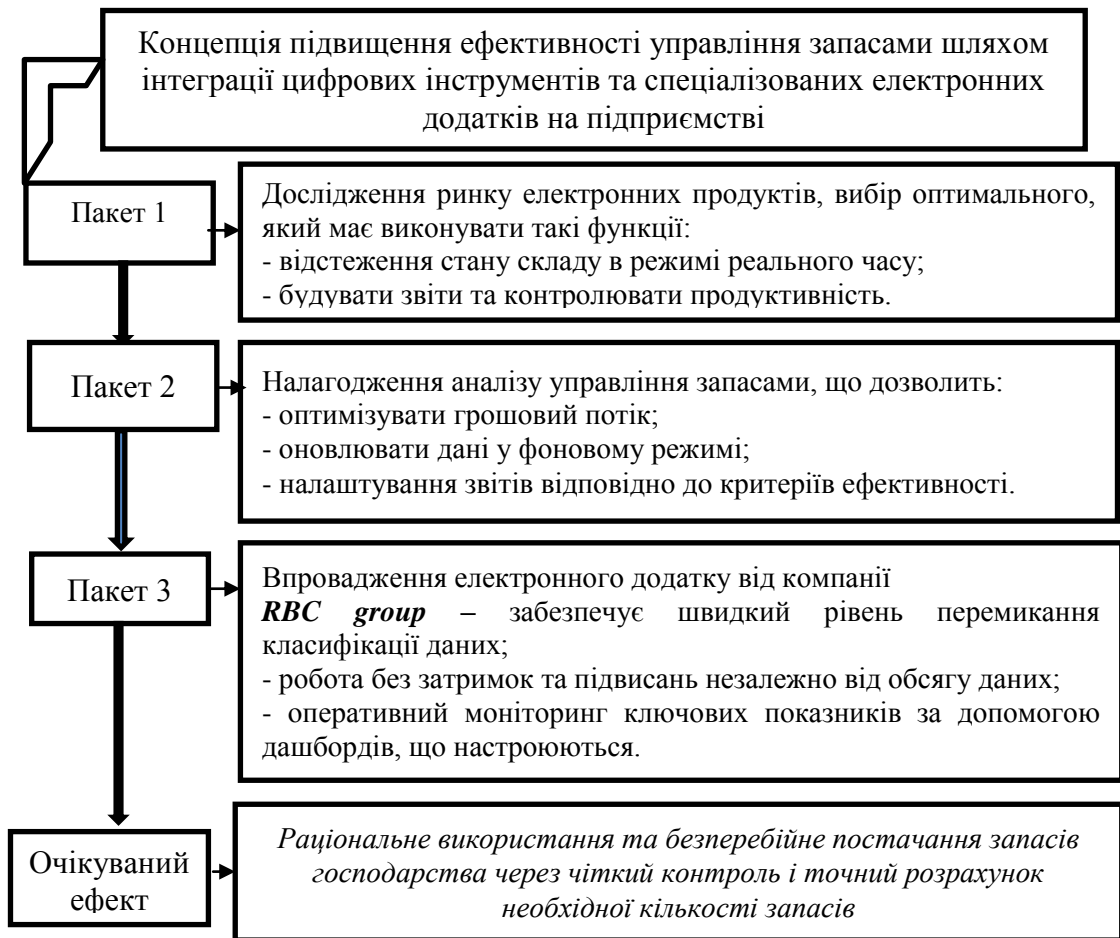 Концепція підвищення ефективності управління запасами шляхом
інтеграції цифрових інструментів та спеціалізованих електронних
додатків на підприємстві
Пакет 1
Дослідження ринку електронних продуктів, вибір оптимального,
який має виконувати такі функції:
- відстеження стану складу в режимі реального часу;
- будувати звіти та контролювати продуктивність.
Пакет 2
Налагодження аналізу управління запасами, що дозволить:
- оптимізувати грошовий потік;
- оновлювати дані у фоновому режимі;
- налаштування звітів відповідно до критеріїв ефективності.
Пакет 3
Впровадження електронного додатку від компанії
RBC group – забезпечує швидкий рівень перемикання
класифікації даних;
- робота без затримок та підвисань незалежно від обсягу даних;
- оперативний моніторинг ключових показників за допомогою
дашбордів, що настроюються.
Очікуваний
ефект
Раціональне використання та безперебійне постачання запасів
господарства через чіткий контроль і точний розрахунок
необхідної кількості запасів